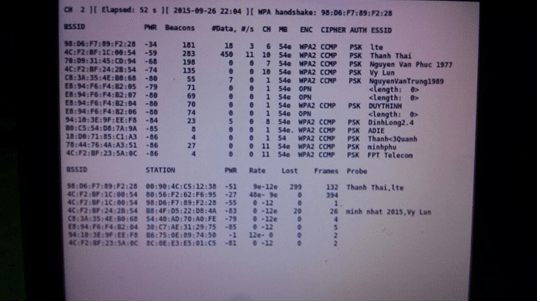 CH 2 ][ Elapsed: 52 s ][ 2015-09-26 22:04 ][ WPA handshake: 98:D6:F7:89:F2:28
BSSID PWR Beacons #Data, #/s CH MB ENC CIPHER AUTH ESSID
98:D6:F7:89:F2:28 -34 181 18 3 6 54e WPA2 CCMP PSK lte
4C:F2:BF:1C:00:54 -59 283 450 11 10 54e WPA2 CCMP PSK Thanh Thai
70:D9:31:45:CD:94 -68 198 0 0 6 54e WPA2 CCMP PSK Nguyen Van Phuc 1977
4C:F2:BF:24:2B:54 -74 135 0 0 10 54e WPA2 CCMP PSK Vy Lun
C8:3A:35:4E:B8:68 -80 55 7 0 1 54e WPA2 CCMP PSK NguyenVanTrung1989
E8:94:F6:F4:B2:05 -79 71 0 0 1 54e OPN <length: 0>
E8:94:F6:F4:B2:07 -80 69 0 0 1 54e OPN <length: 0>
E8:94:F6:F4:B2:04 -80 70 0 0 1 54e WPA2 CCMP PSK DUYTHINH
E8:94:F6:F4:B2:06 -80 74 0 0 1 54e OPN <length: 0>
94:10:3E:9F:EE:F8 -84 23 5 0 8 54e WPA2 CCMP PSK DinhLong2.4
B0:C5:54:D8:7A:9A -85 8 0 0 1 54e. WPA2 CCMP PSK ADIE
18:D6:71:85:C1:A3 -86 4 0 0 1 54 WPA2 CCMP PSK Thanh<3Quanh
78:44:76:4A:A3:51 -86 27 0 0 11 54e WPA2 CCMP PSK minhphu
4C:F2:BF:23:5A:0C -86 4 0 0 11 54e WPA2 CCMP PSK FPT Telecom
BSSID STATION PWR Rate Lost Frames Probe
98:D6:F7:89:F2:28 00:90:4C:C5:12:38 -51 9e-12e 293 132 Thanh Thai,lte
4C:F2:BF:1C:00:54 80:56:F2:62:F6:95 -27 48e- 9e 0 394
4C:F2:BF:1C:00:54 98:D6:F7:89:F2:28 -55 0 -12 0 1
4C:F2:BF:24:2B:54 B8:4F:D5:22:D8:4A -83 0 -12e 20 26 minh nhat 2015,Vy Lun
C8:3A:35:4E:B8:68 54:48:AD:70:A0:FE -79 0 -12e 0 4
E8:94:F6:F4:B2:04 30:C7:AE:31:29:75 -85 0 -12 0 5
94:10:3E:9F:EE:F8 B6:75:0E:89:74:58 -1 12e- 0 0 2
4C:F2:BF:23:5A:0C 8C:0E:E3:E5:01:C5 -81 0 -12 0 2